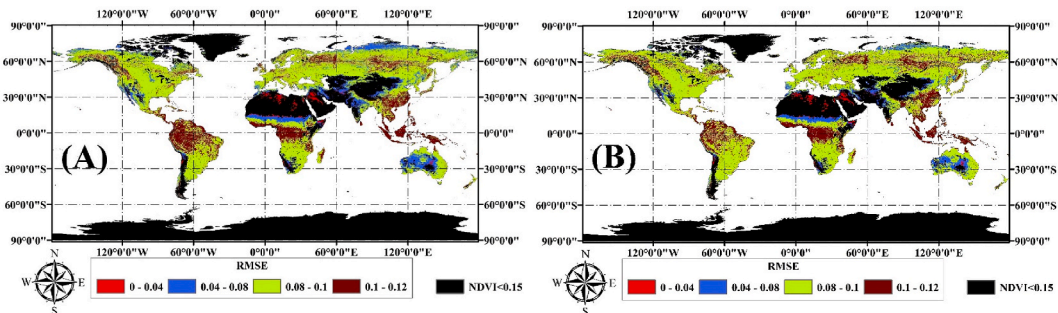 120°0'0"W 60°0'0"W 0°0'0" 60°0'0"E 120°0'0"E
90°0'0"N 90°0'0"N
60°0'0"N 60°0'0"N
30°0'0"N 30°0'0"N
0°0'0" 0°0'0"
(A)
30°0'0"S 30°0'0"S
60°0'0"S 60°0'0"S
90°0'0"S 90°0'0"S
120°0'0"W 60°0'0"W 0°0'0" 60°0'0"E 120°0'0"E
N
W E
S
RMSE
0 - 0.04 0.04 - 0.08 0.08 - 0.1 0.1 - 0.12 NDVI<0.15
120°0'0"W 60°0'0"W 0°0'0" 60°0'0"E 120°0'0"E
90°0'0"N 90°0'0"N
60°0'0"N 60°0'0"N
30°0'0"N 30°0'0"N
0°0'0" 0°0'0"
(B)
30°0'0"S 30°0'0"S
60°0'0"S 60°0'0"S
90°0'0"S 90°0'0"S
120°0'0"W 60°0'0"W 0°0'0" 60°0'0"E 120°0'0"E
N
W E
S
RMSE
0 - 0.04 0.04 - 0.08 0.08 - 0.1 0.1 - 0.12 NDVI<0.15